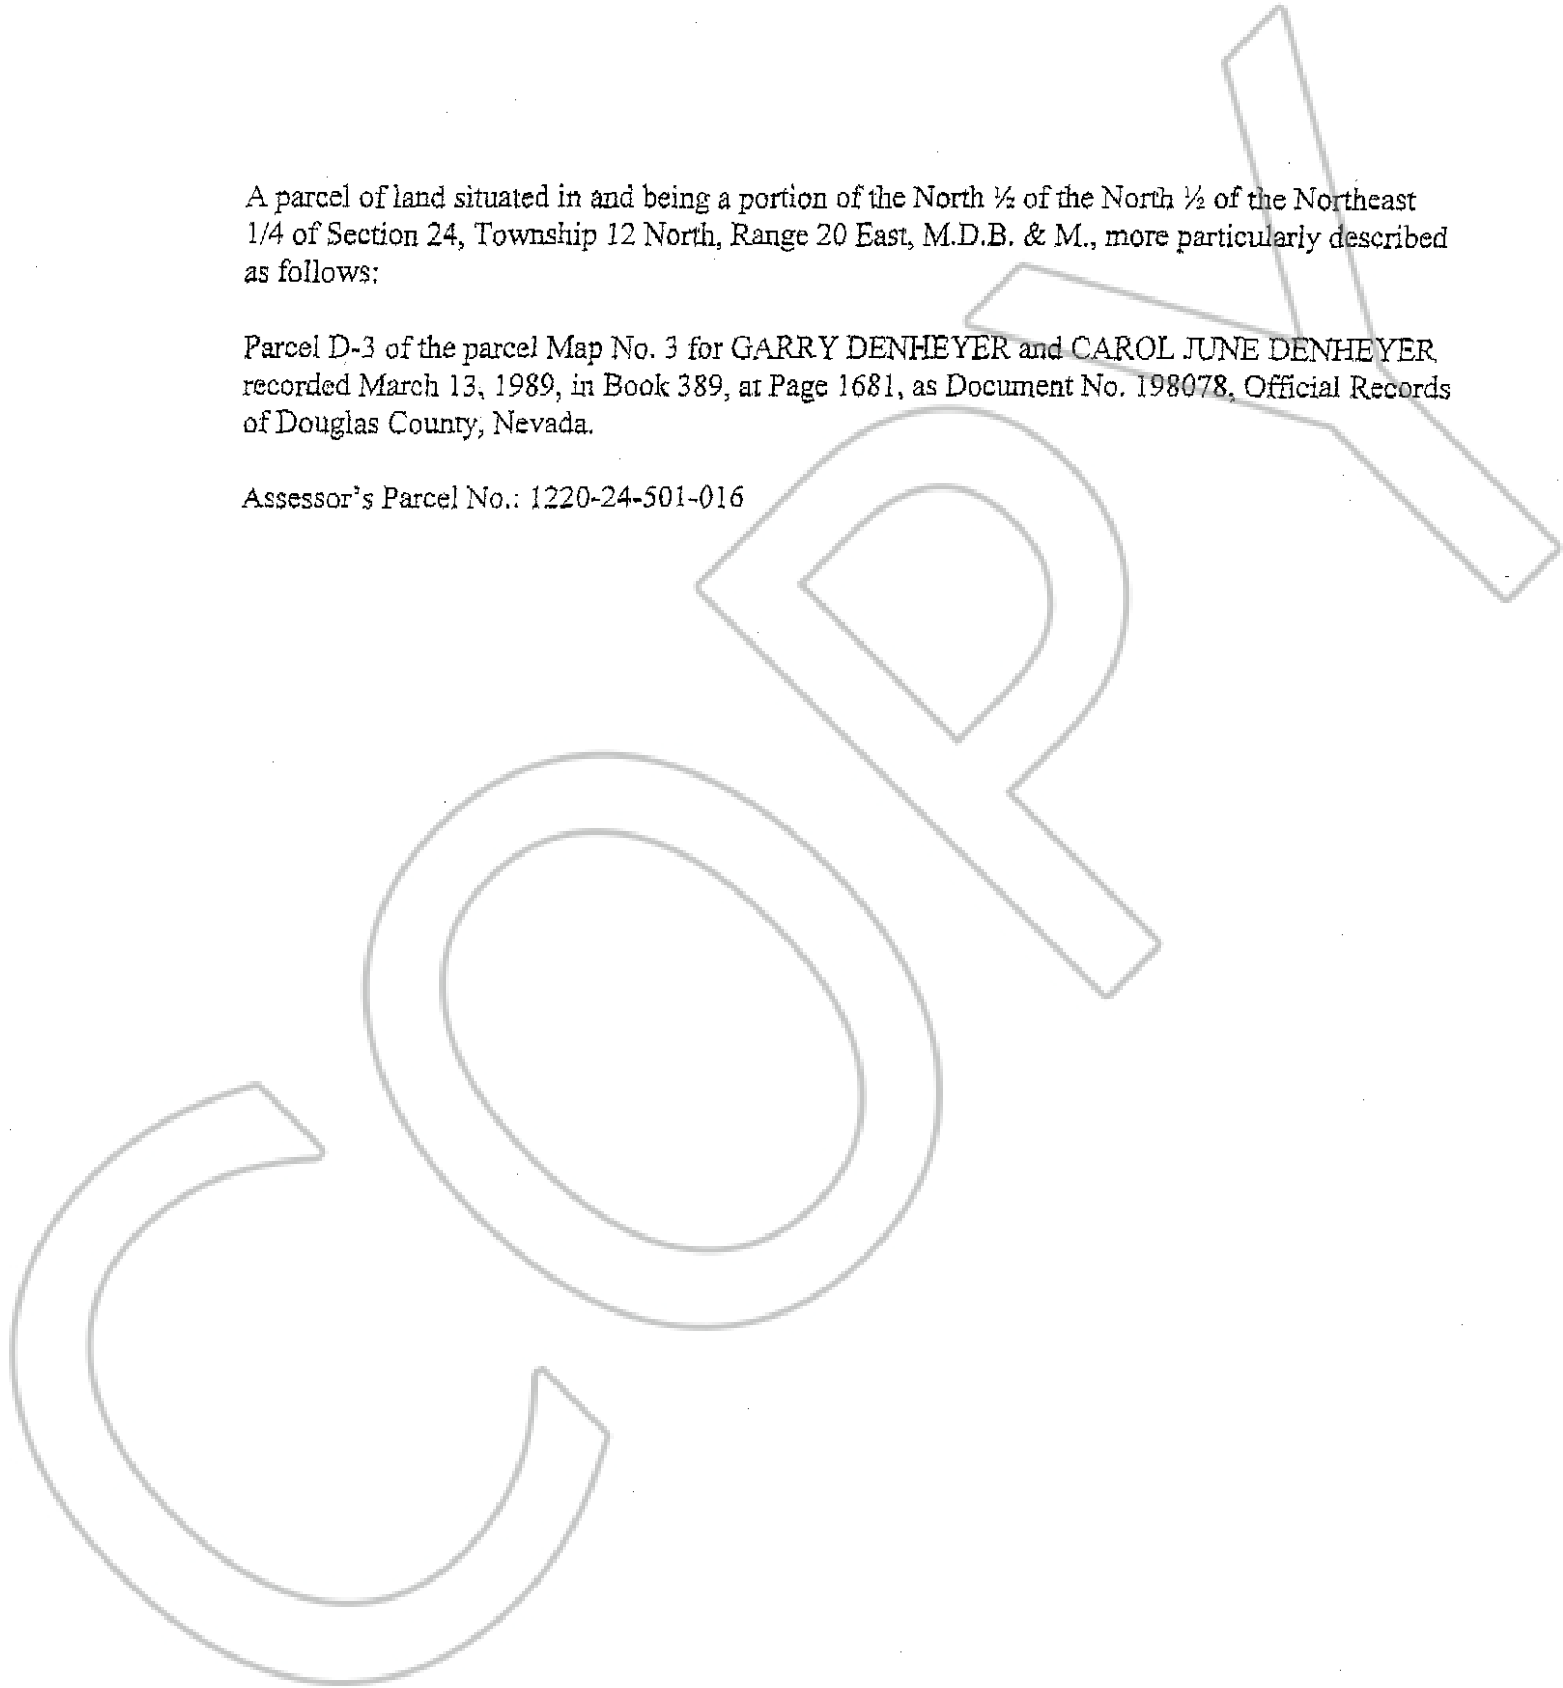 A parcel of land situated in and being a portion of the North ½ of the North ½ of the Northeast
1/4 of Section 24, Township 12 North, Range 20 East, M.D.B. & M., more particularly described
as follows:
Parcel D-3 of the parcel Map No. 3 for GARRY DENHEYER and CAROL JUNE DENHEYER
recorded March 13, 1989, in Book 389, at Page 1681, as Document No. 198078, Official Records
of Douglas County, Nevada.
Assessor's Parcel No.: 1220-24-501-016
COPY